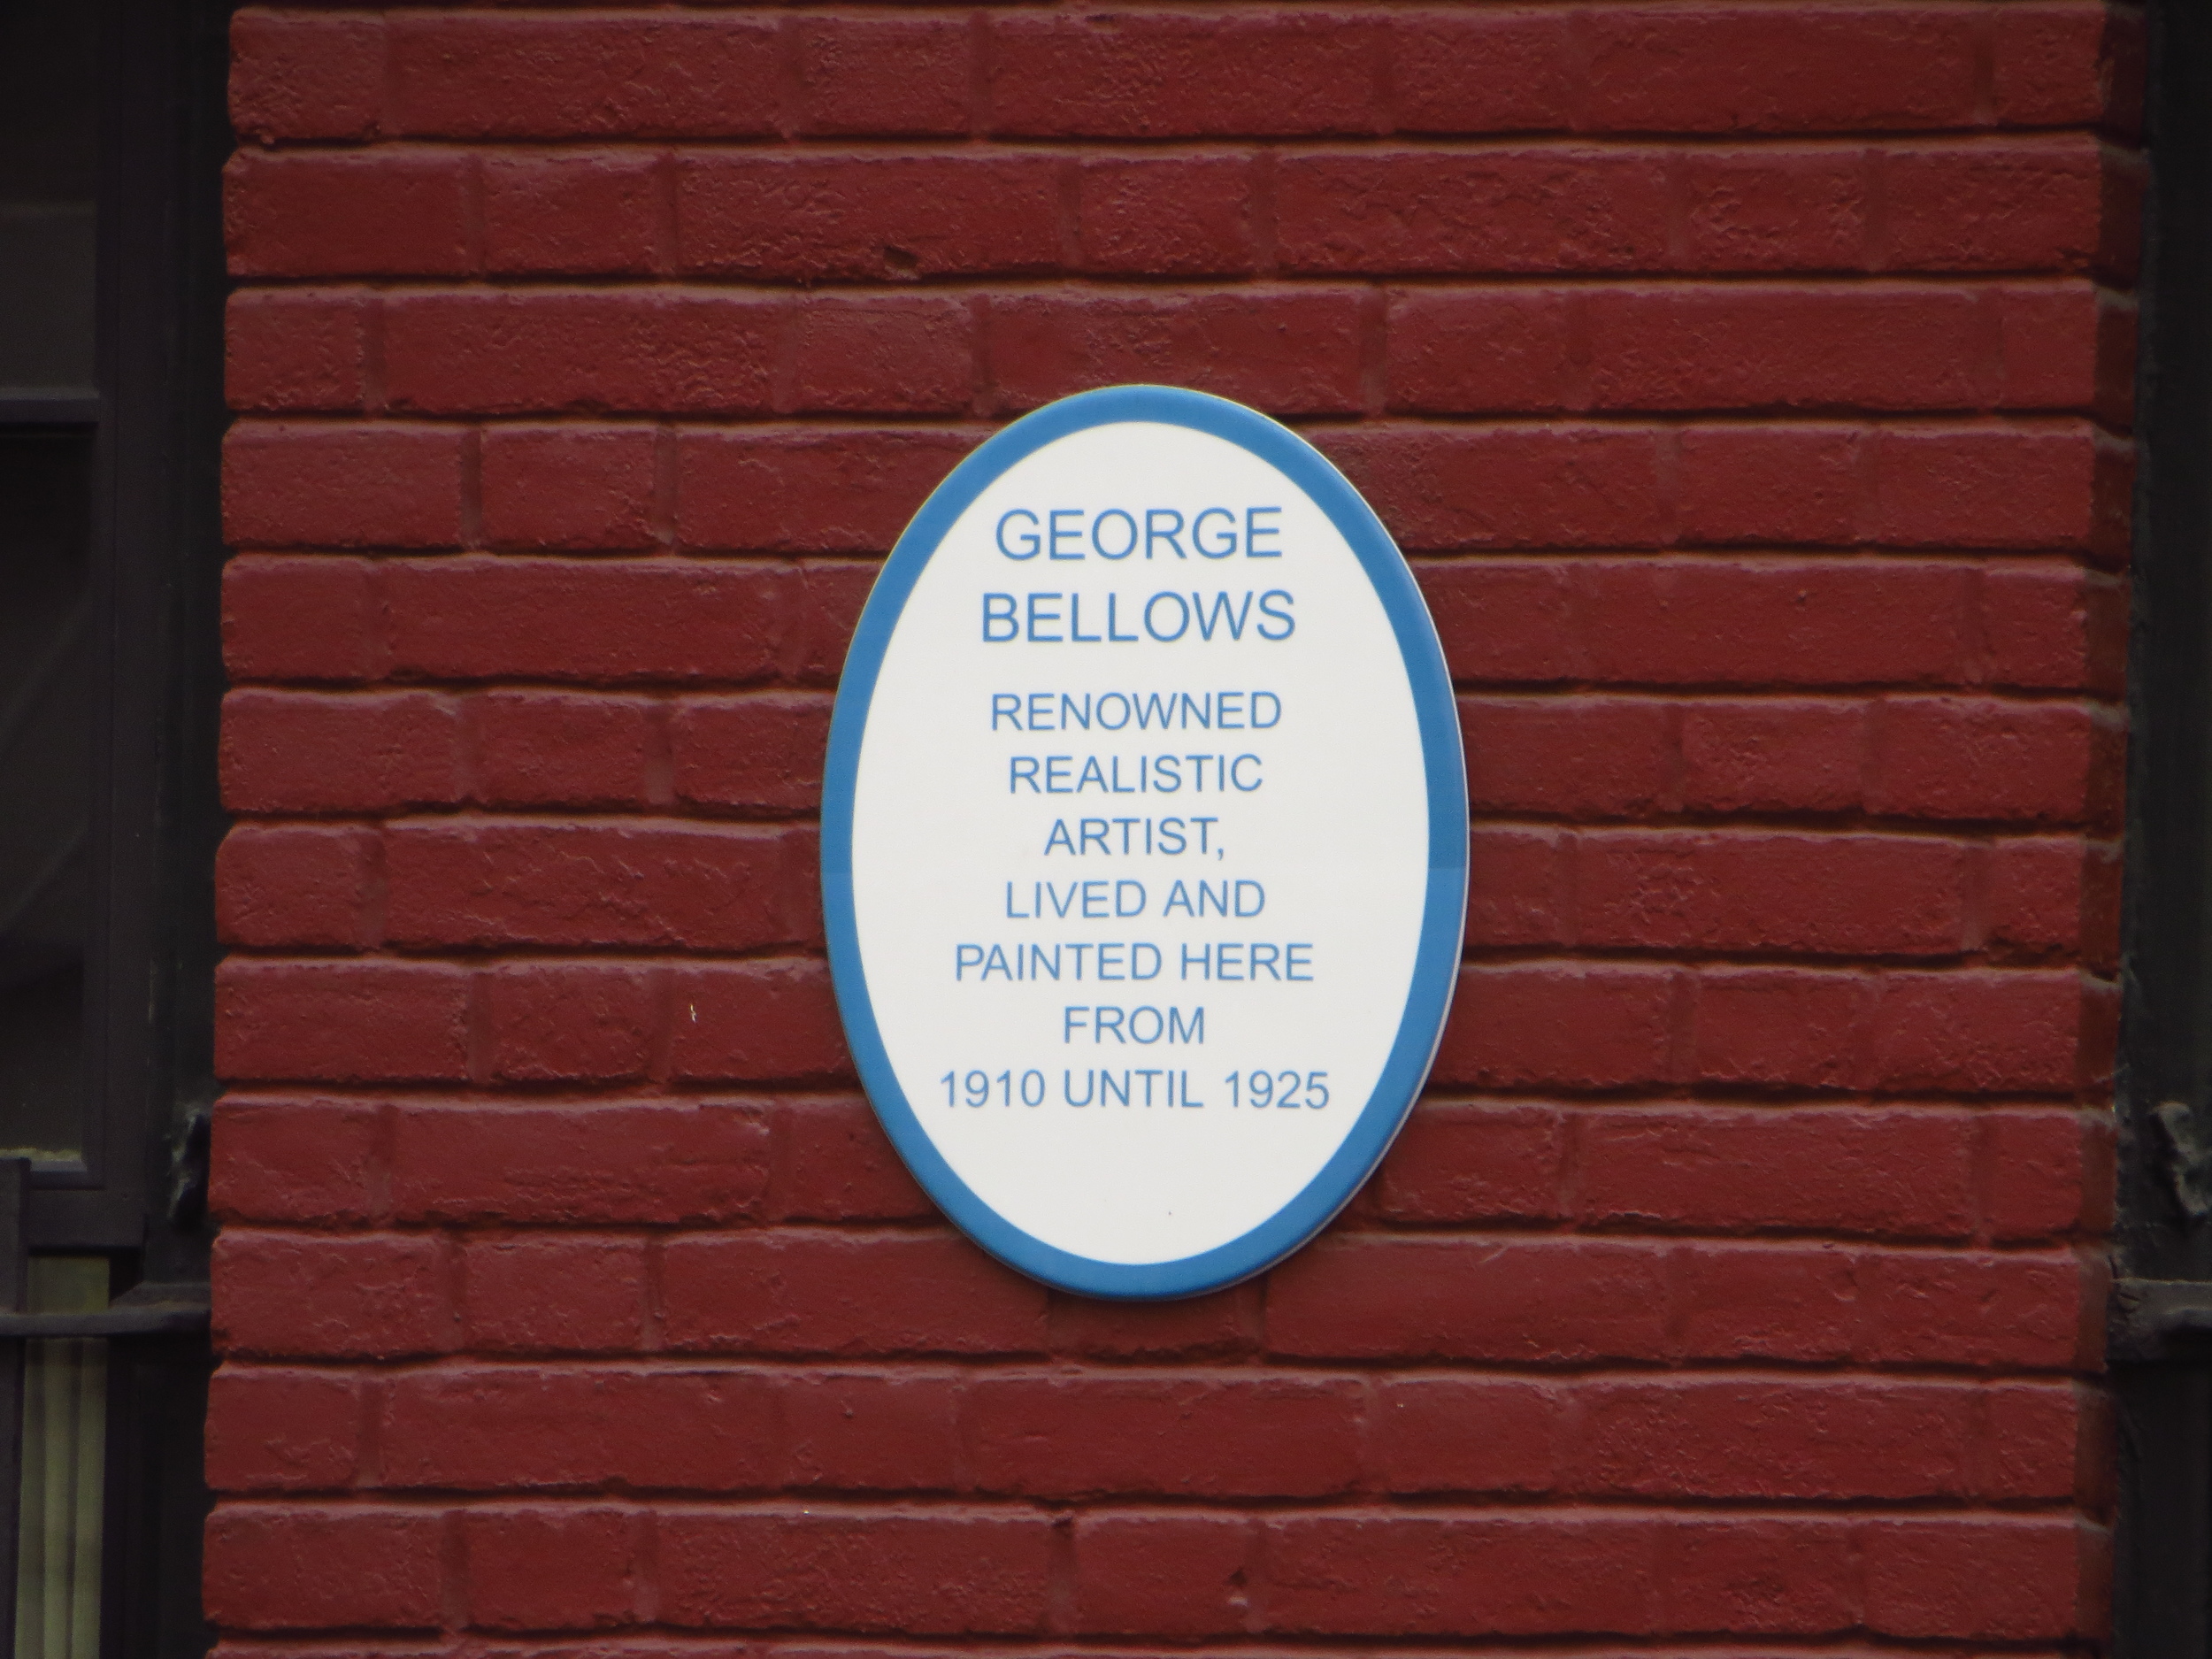 GEORGE
BELLOWS
RENOWNED
REALISTIC
ARTIST,
LIVED AND
PAINTED HERE
FROM
1910 UNTIL 1925